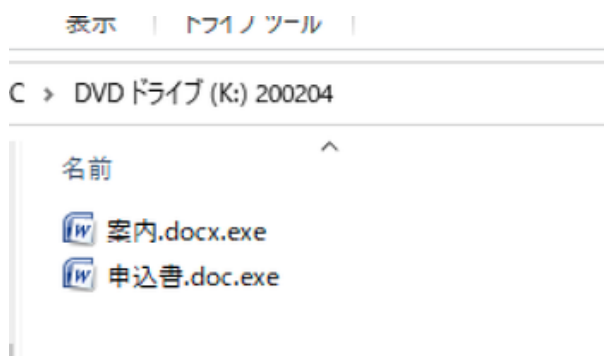 表示 ドライブ ツール
C > DVD ドライブ (K:) 200204
名前
案内.docx.exe
申込書.doc.exe